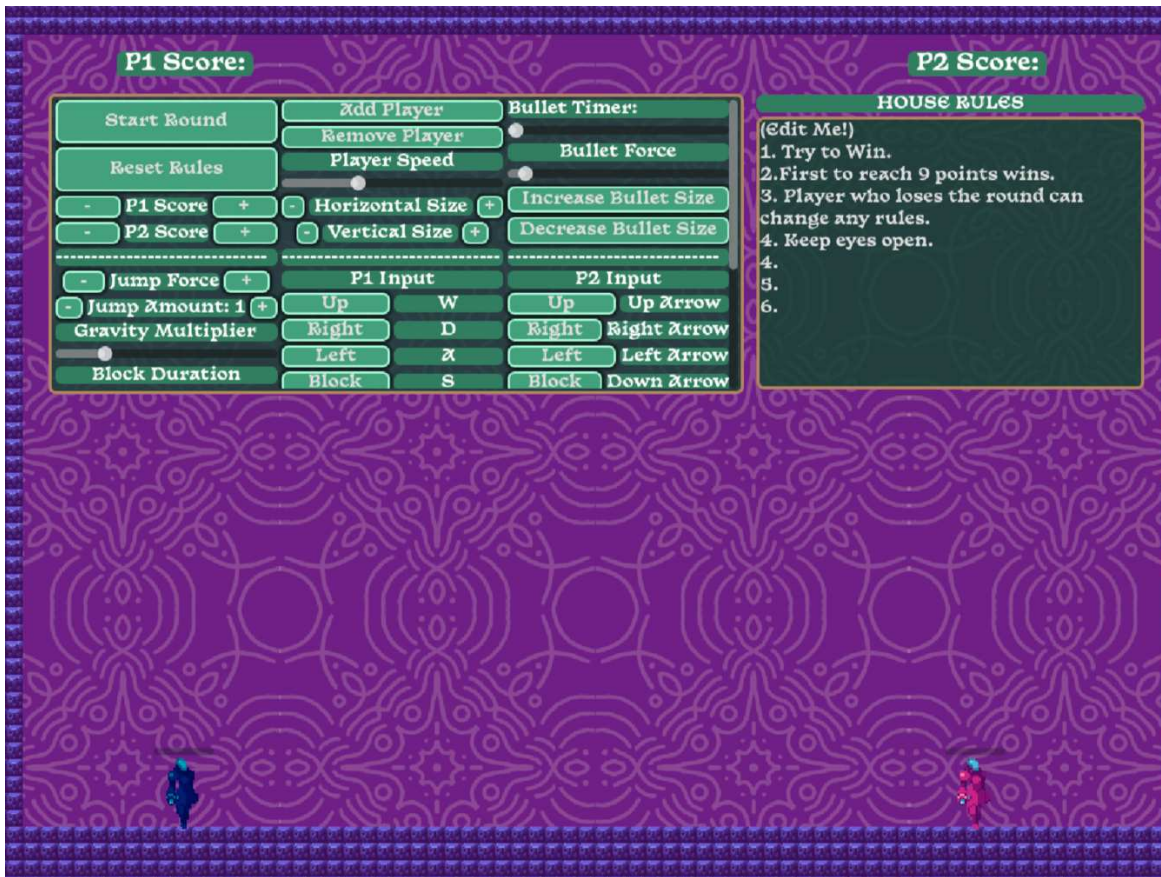 P1 Score:
P2 Score:
Start Round
Reset Rules
- P1 Score +
- P2 Score +
------------------------------
- Jump Force +
- Jump Amount: 1 +
Gravity Multiplier
Block Duration
Add Player
Remove Player
Player Speed
- Horizontal Size +
- Vertical Size +
-------------------------------
P1 Input
Up W
Right D
Left A
Block S
Bullet Timer:
Bullet Force
Increase Bullet Size
Decrease Bullet Size
------------------------------
P2 Input
Up Up Arrow
Right Right Arrow
Left Left Arrow
Block Down Arrow
HOUSE RULES
(Edit Me!)
1. Try to Win.
2.First to reach 9 points wins.
3. Player who loses the round can
change any rules.
4. Keep eyes open.
4.
5.
6.